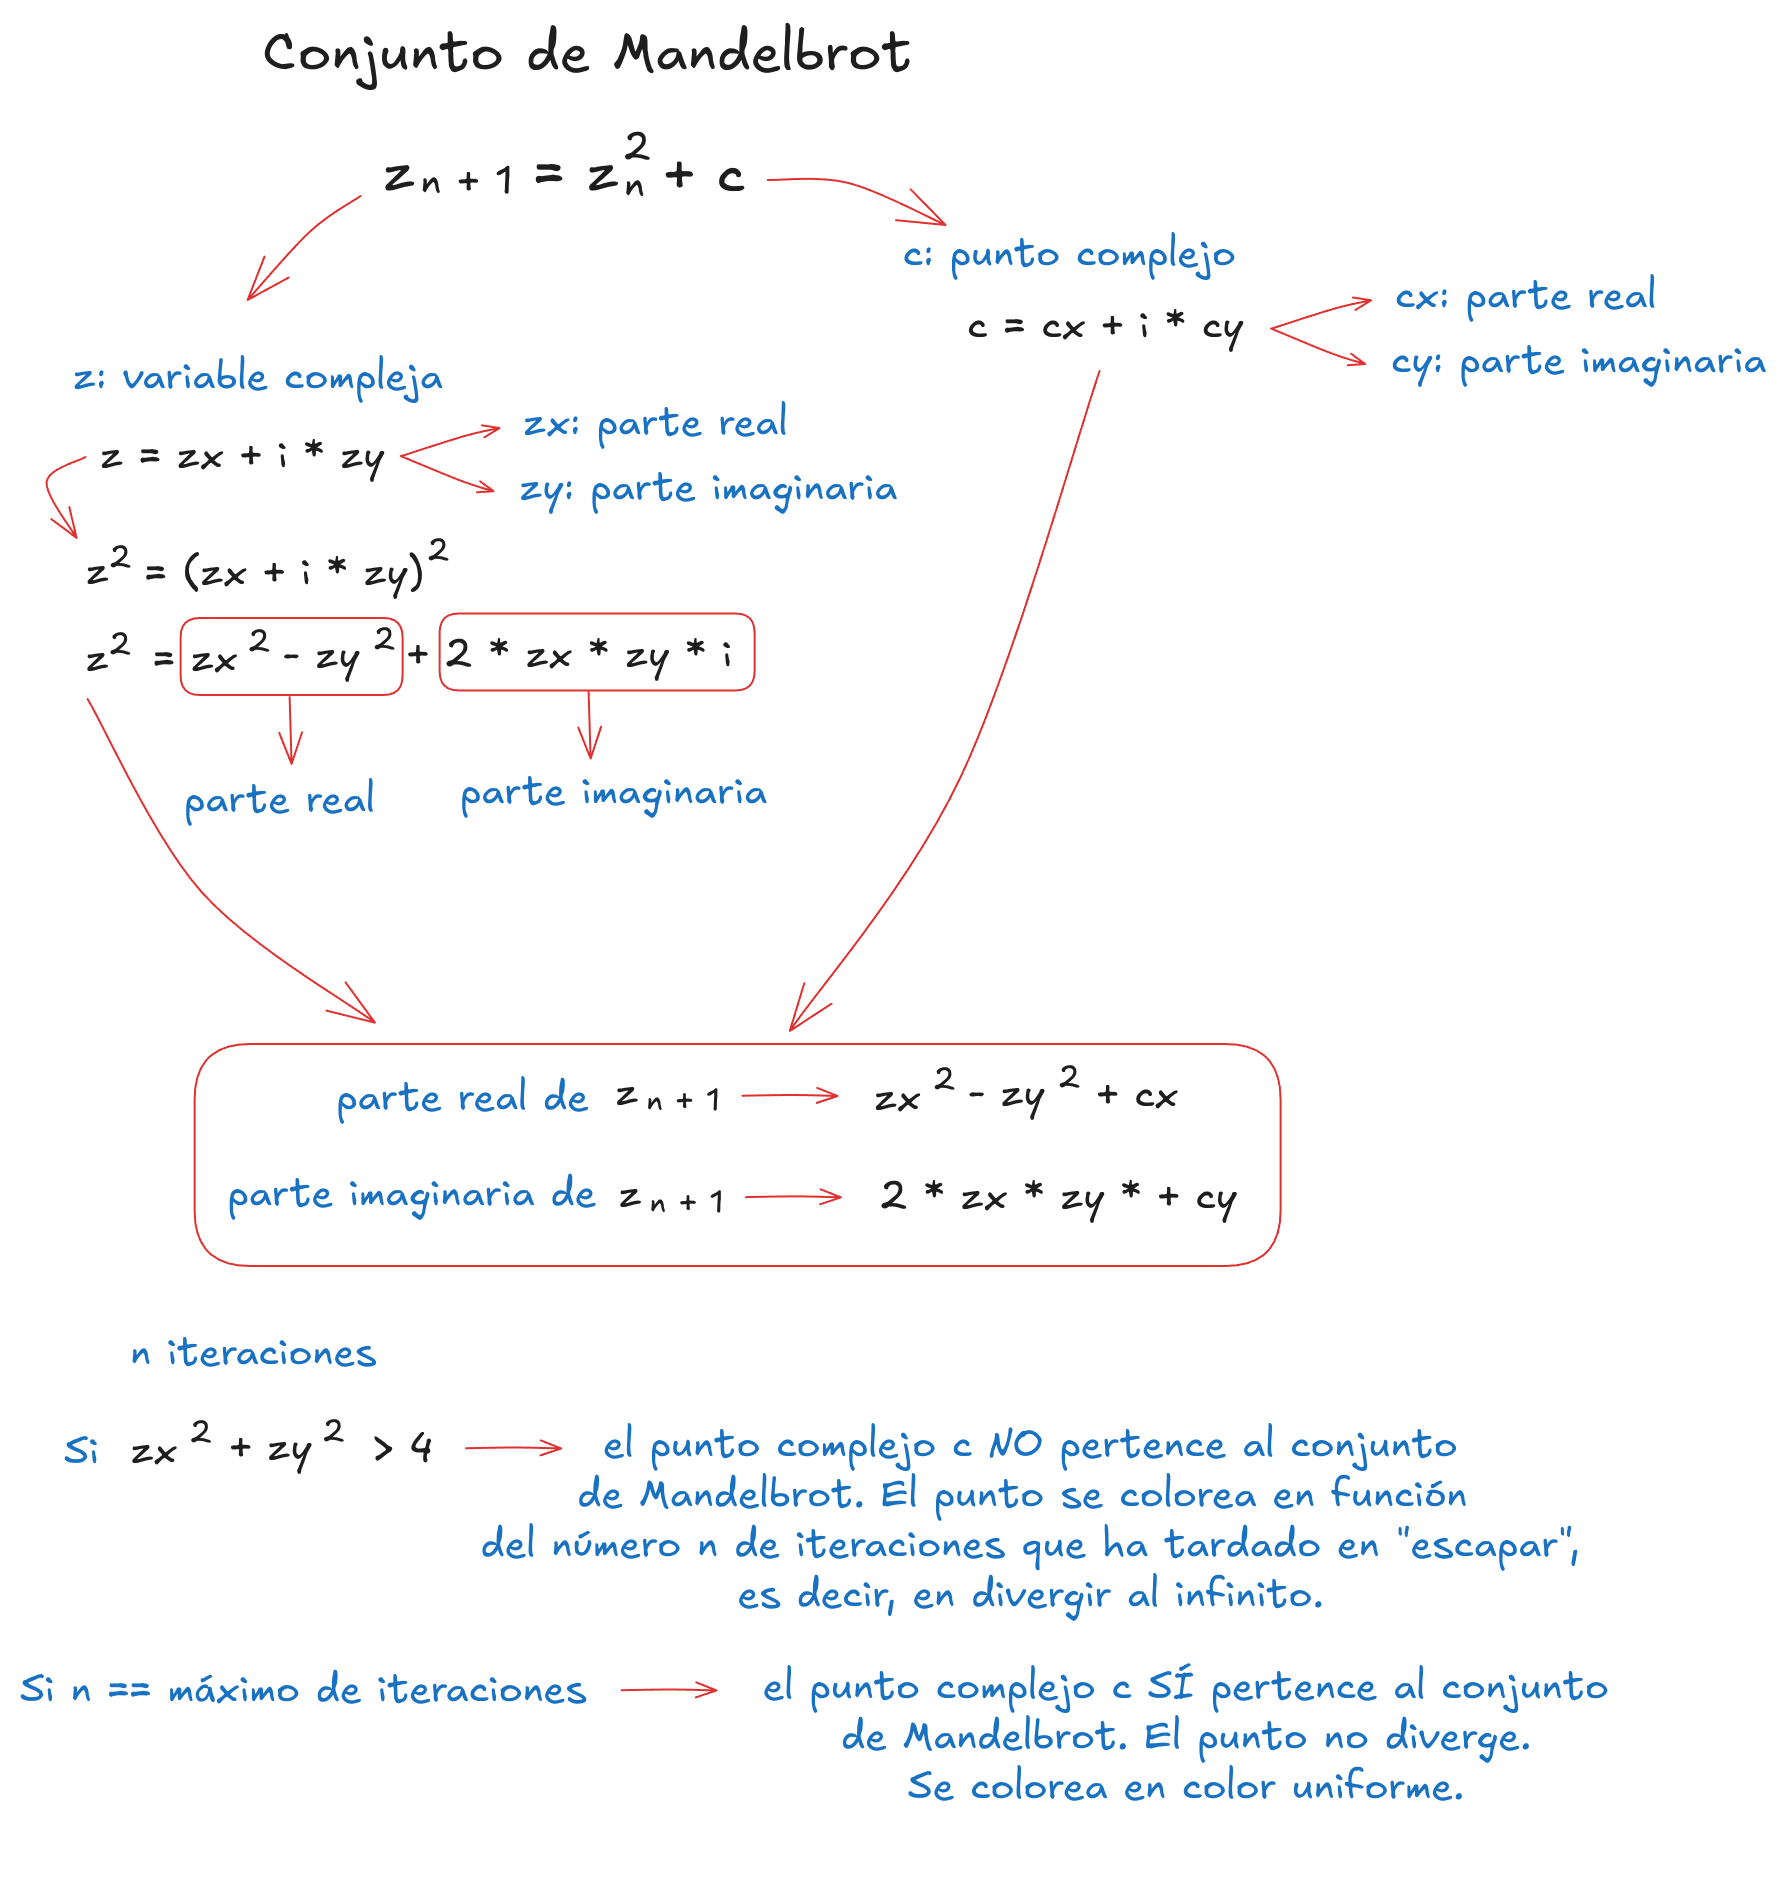 Conjunto de Mandelbrot
z n + 1 = z n 2 + c
c: punto complejo
c = cx + i * cy
cx: parte real
cy: parte imaginaria
z: variable compleja
z = zx + i * zy
zx: parte real
zy: parte imaginaria
z 2 = (zx + i * zy) 2
z 2 = zx 2 - zy 2 + 2 * zx * zy * i
parte real
parte imaginaria
parte real de z n + 1 zx 2 - zy 2 + cx
parte imaginaria de z n + 1 2 * zx * zy * + cy
n iteraciones
Si zx 2 + zy 2 > 4
el punto complejo c NO pertence al conjunto
de Mandelbrot. El punto se colorea en función
del número n de iteraciones que ha tardado en "escapar",
es decir, en divergir al infinito.
Si n == máximo de iteraciones
el punto complejo c SÍ pertence al conjunto
de Mandelbrot. El punto no diverge.
Se colorea en color uniforme.